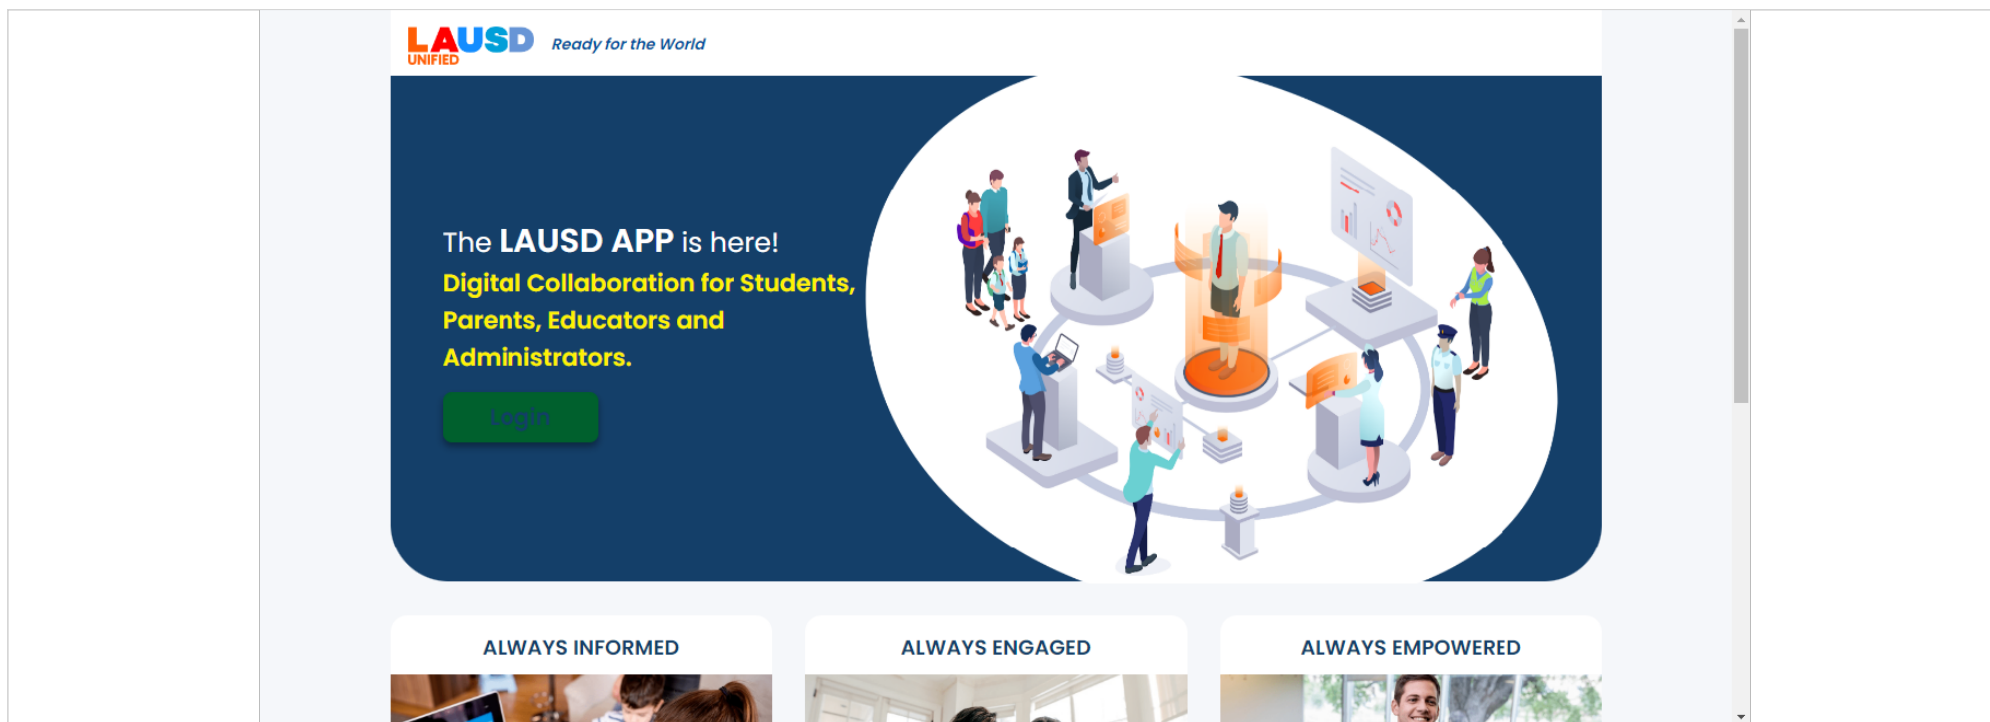 LAUSD
UNIFIED
Ready for the World
The LAUSD APP is here!
Digital Collaboration for Students,
Parents, Educators and
Administrators.
Login
ALWAYS INFORMED
ALWAYS ENGAGED
ALWAYS EMPOWERED